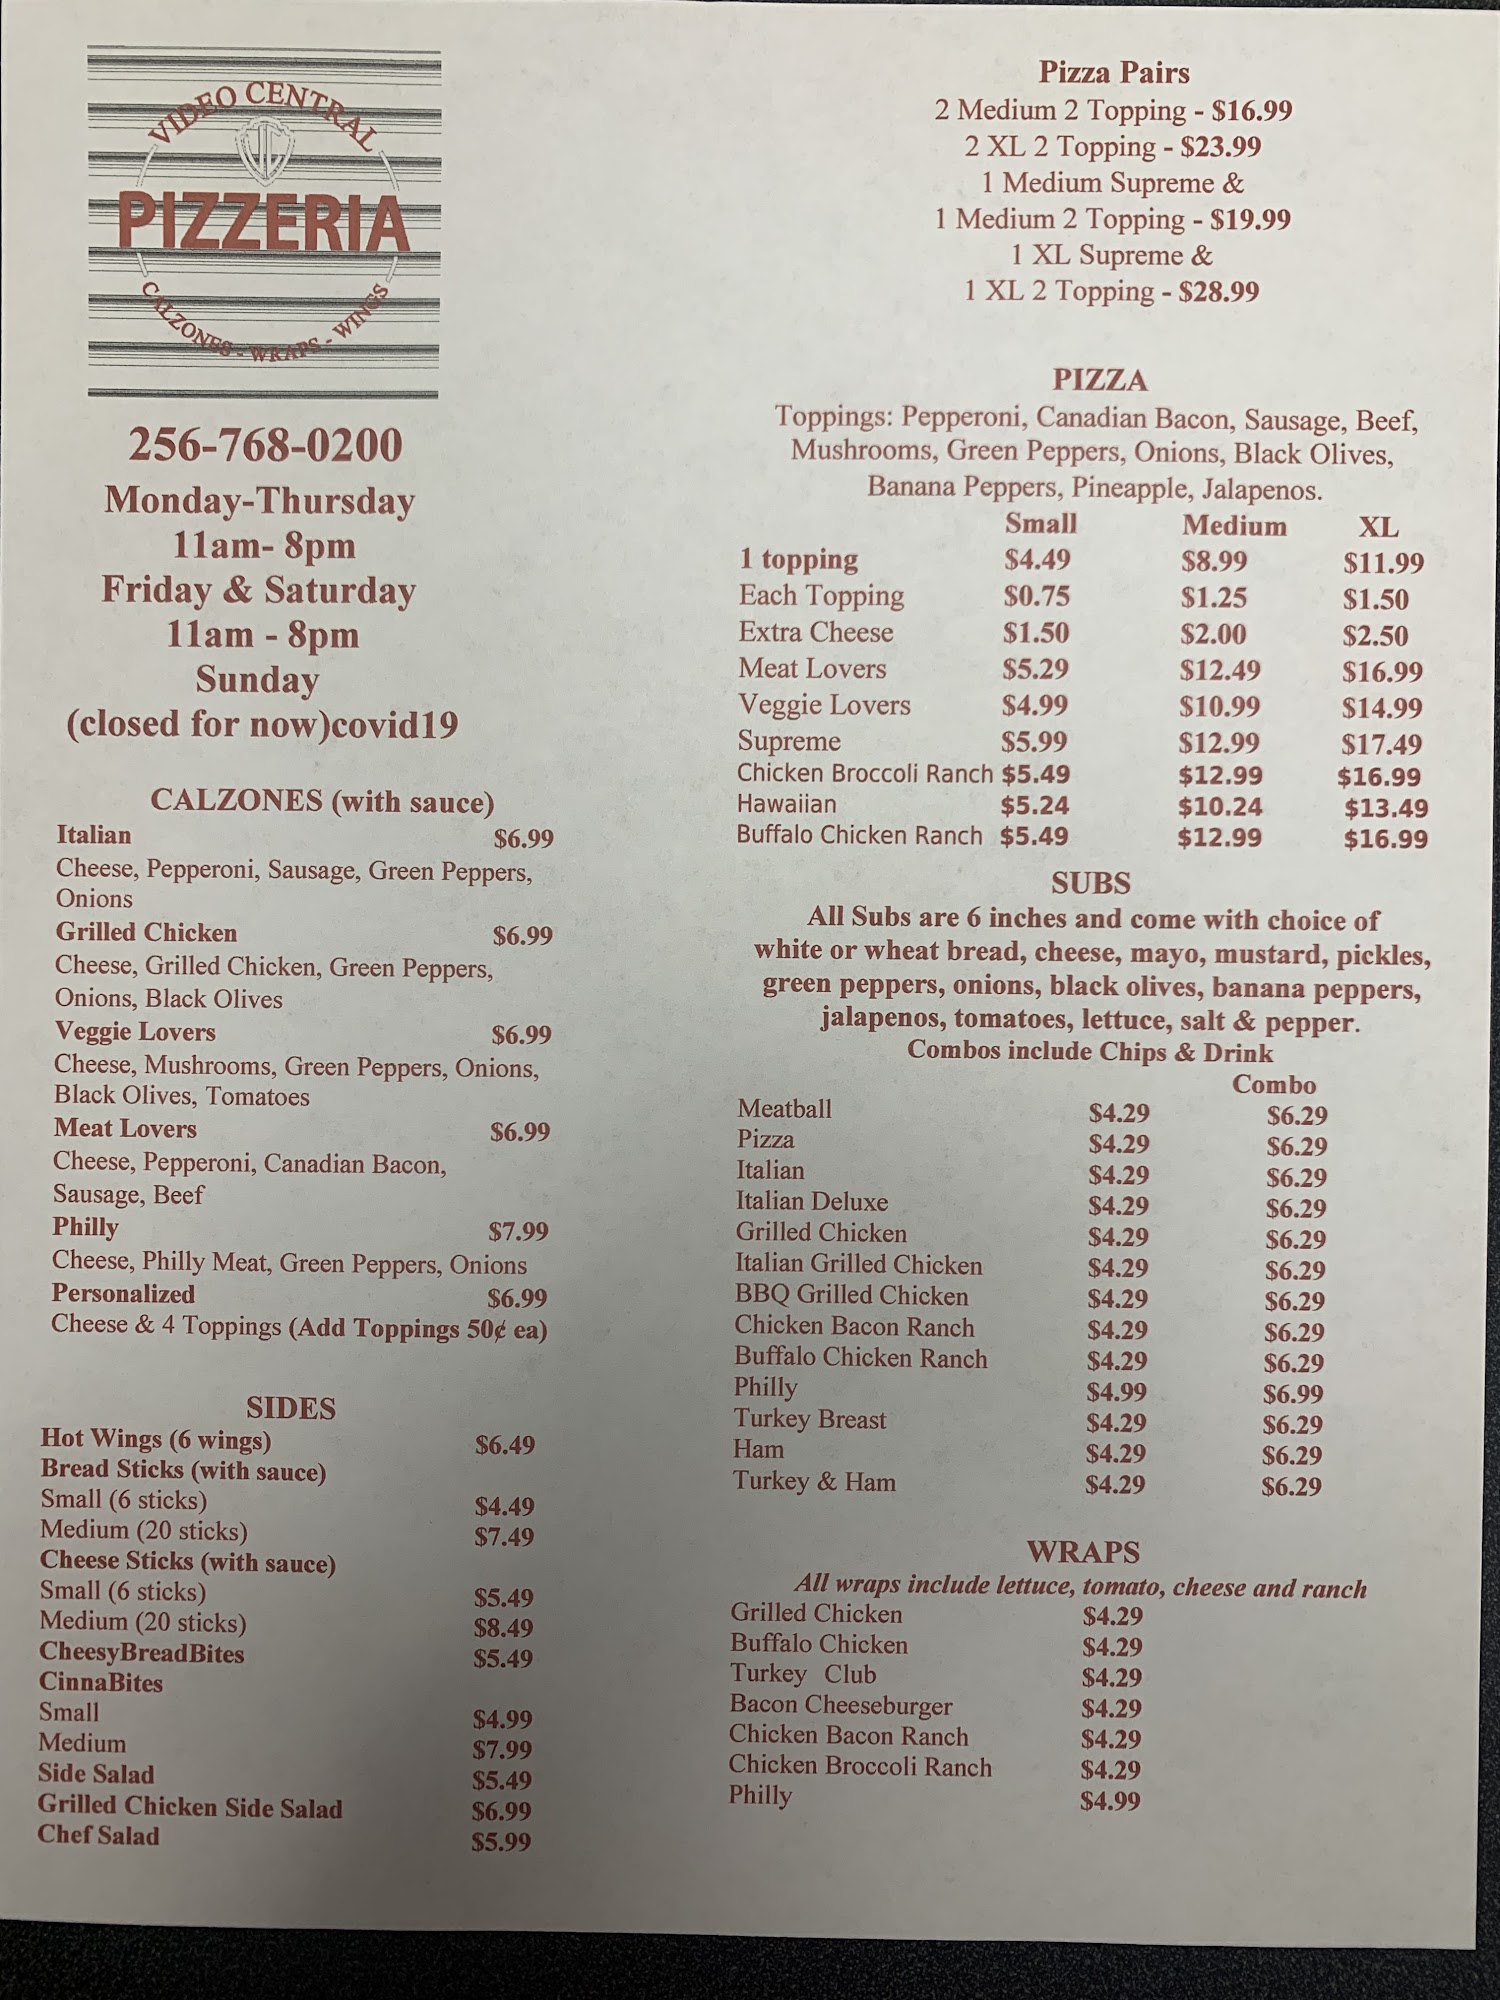 VIDEO CENTRAL
PIZZERIA
CALZONES - WRAPS - WINGS
256-768-0200
Monday-Thursday
11am- 8pm
Friday & Saturday
11am - 8pm
Sunday
(closed for now)covid19
CALZONES (with sauce)
Italian $6.99
Cheese, Pepperoni, Sausage, Green Peppers,
Onions
Grilled Chicken $6.99
Cheese, Grilled Chicken, Green Peppers,
Onions, Black Olives
Veggie Lovers $6.99
Cheese, Mushrooms, Green Peppers, Onions,
Black Olives, Tomatoes
Meat Lovers $6.99
Cheese, Pepperoni, Canadian Bacon,
Sausage, Beef
Philly $7.99
Cheese, Philly Meat, Green Peppers, Onions
Personalized $6.99
Cheese & 4 Toppings (Add Toppings 50¢ ea)
SIDES
Hot Wings (6 wings) $6.49
Bread Sticks (with sauce)
Small (6 sticks) $4.49
Medium (20 sticks) $7.49
Cheese Sticks (with sauce)
Small (6 sticks) $5.49
Medium (20 sticks) $8.49
CheesyBreadBites $5.49
CinnaBites
Small $4.99
Medium $7.99
Side Salad $5.49
Grilled Chicken Side Salad $6.99
Chef Salad $5.99
Pizza Pairs
2 Medium 2 Topping - $16.99
2 XL 2 Topping - $23.99
1 Medium Supreme &
1 Medium 2 Topping - $19.99
1 XL Supreme &
1 XL 2 Topping - $28.99
PIZZA
Toppings: Pepperoni, Canadian Bacon, Sausage, Beef,
Mushrooms, Green Peppers, Onions, Black Olives,
Banana Peppers, Pineapple, Jalapenos.
Small Medium XL
1 topping $4.49 $8.99 $11.99
Each Topping $0.75 $1.25 $1.50
Extra Cheese $1.50 $2.00 $2.50
Meat Lovers $5.29 $12.49 $16.99
Veggie Lovers $4.99 $10.99 $14.99
Supreme $5.99 $12.99 $17.49
Chicken Broccoli Ranch $5.49 $12.99 $16.99
Hawaiian $5.24 $10.24 $13.49
Buffalo Chicken Ranch $5.49 $12.99 $16.99
SUBS
All Subs are 6 inches and come with choice of
white or wheat bread, cheese, mayo, mustard, pickles,
green peppers, onions, black olives, banana peppers,
jalapenos, tomatoes, lettuce, salt & pepper.
Combos include Chips & Drink
Combo
Meatball $4.29 $6.29
Pizza $4.29 $6.29
Italian $4.29 $6.29
Italian Deluxe $4.29 $6.29
Grilled Chicken $4.29 $6.29
Italian Grilled Chicken $4.29 $6.29
BBQ Grilled Chicken $4.29 $6.29
Chicken Bacon Ranch $4.29 $6.29
Buffalo Chicken Ranch $4.29 $6.29
Philly $4.99 $6.99
Turkey Breast $4.29 $6.29
Ham $4.29 $6.29
Turkey & Ham $4.29 $6.29
WRAPS
All wraps include lettuce, tomato, cheese and ranch
Grilled Chicken $4.29
Buffalo Chicken $4.29
Turkey Club $4.29
Bacon Cheeseburger $4.29
Chicken Bacon Ranch $4.29
Chicken Broccoli Ranch $4.29
Philly $4.99